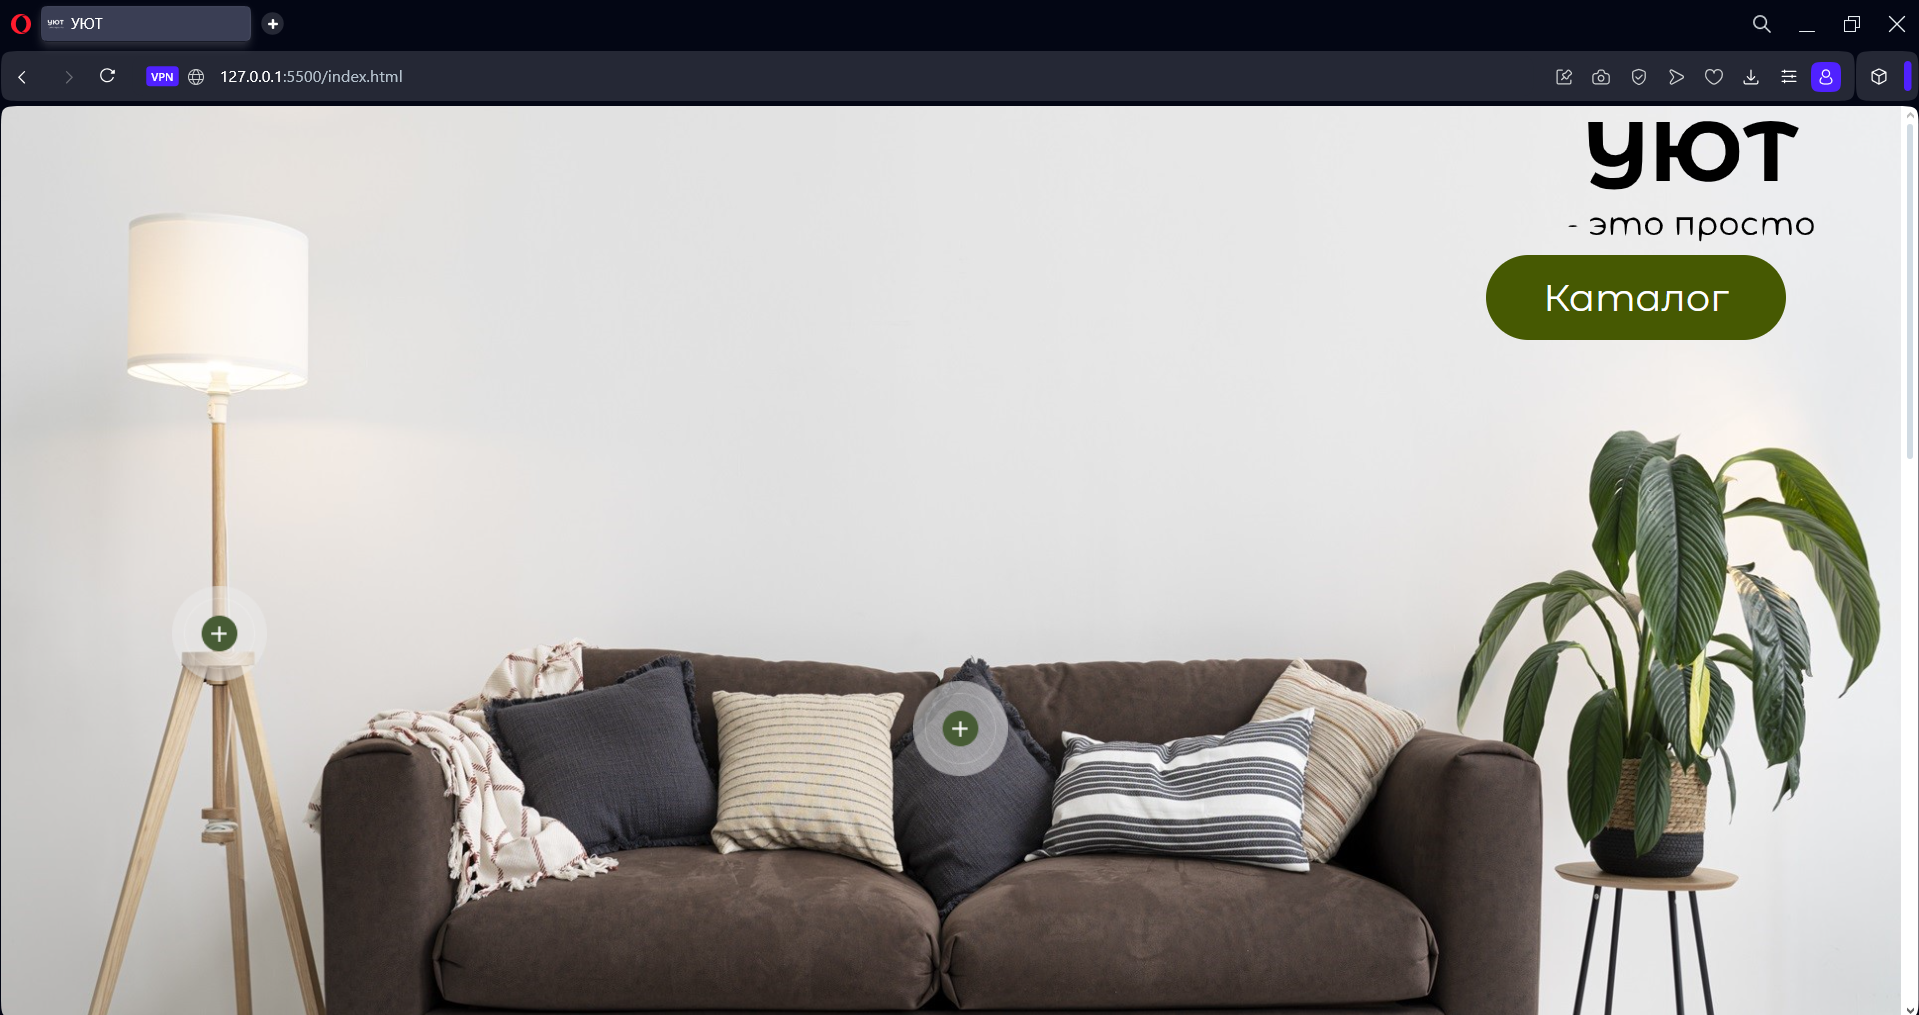 УЮТ
VPN
127.0.0.1:5500/index.html
уют
- это просто
Каталог